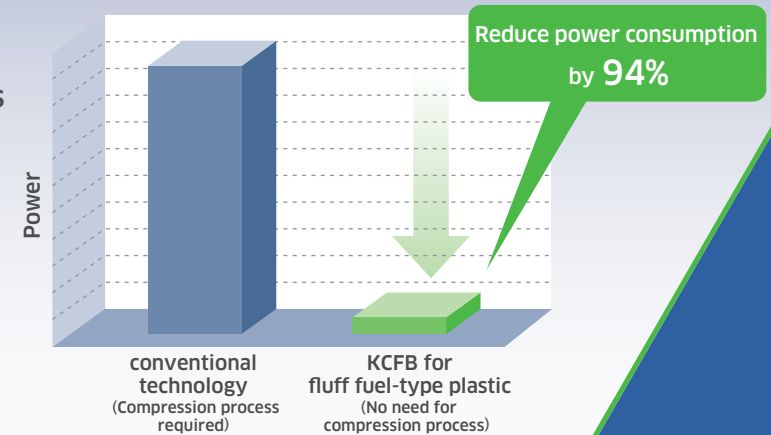 Reduce power consumption
by 94%
s
Power
conventional
technology
(Compression process
required)
KCFB for
fluff fuel-type plastic
(No need for
compression process)